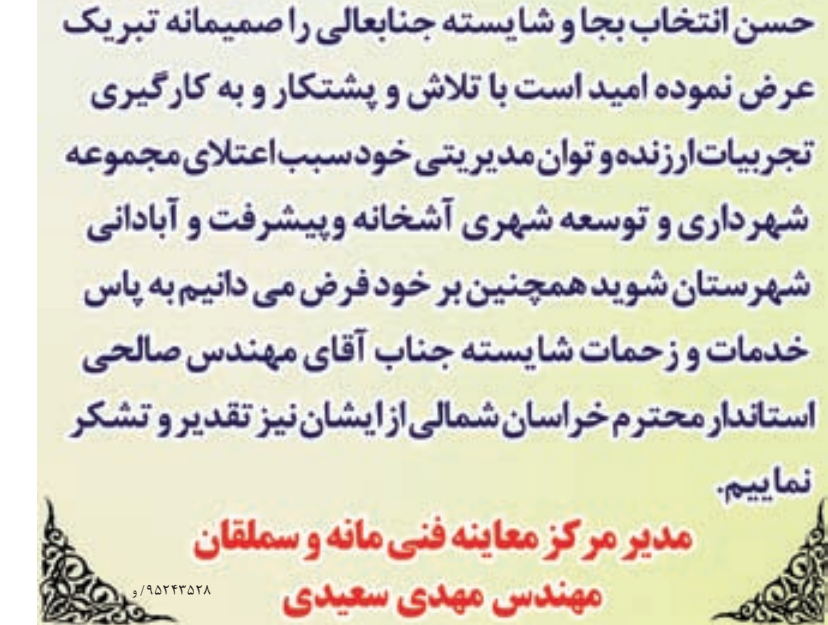 حسن انتخاب بجا و شایسته جنابعالی را صمیمانه تبریک
عرض نموده امید است با تلاش و پشتکار و به کارگیری
تجربیات ارزنده و توان مدیریتی خود سبب اعتلای مجموعه
شهرداری و توسعه شهری آشخانه و پیشرفت و آبادانی
شهرستان شوید همچنین بر خود فرض می دانیم به پاس
خدمات و زحمات شایسته جناب آقای مهندس صالحی
استاندار محترم خراسان شمالی از ایشان نیز تقدیر و تشکر
نماییم.
مدیر مرکز معاینه فنی مانه و سملقان
مهندس مهدی سعیدی
۹۵۲۴۳۵۲۸/و